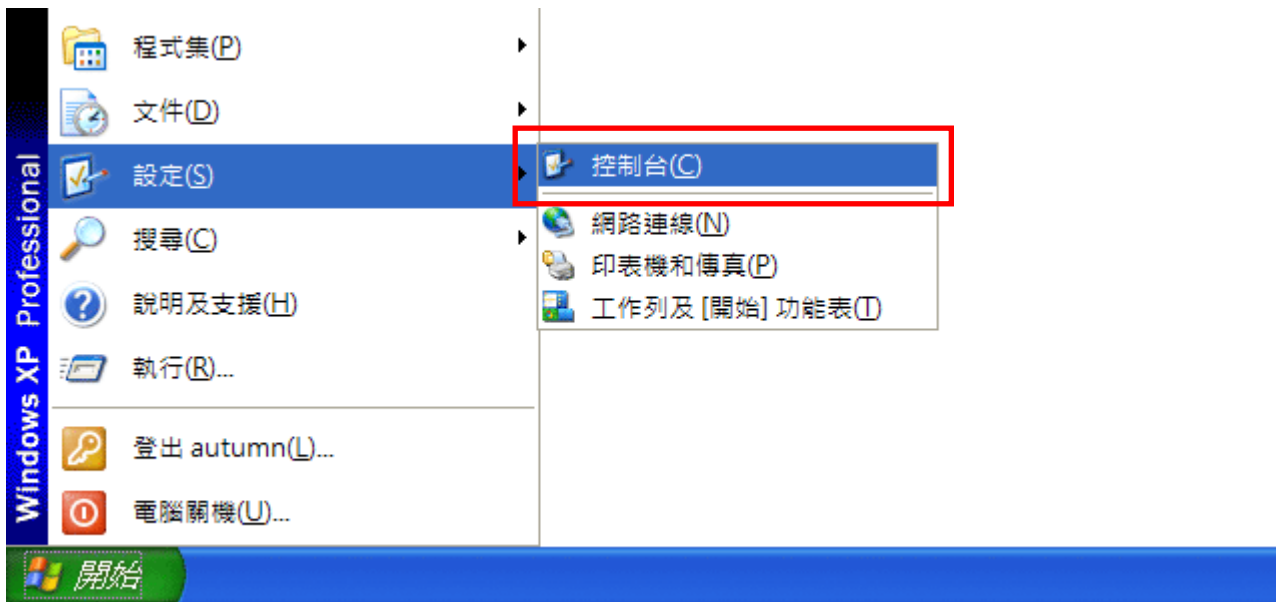 程式集(P)
文件(D)
設定(S)
搜尋(C)
說明及支援(H)
執行(R)...
登出 autumn(L)...
電腦關機(U)...
控制台(C)
網路連線(N)
印表機和傳真(P)
工作列及 [開始] 功能表(T)
Windows XP Professional
開始